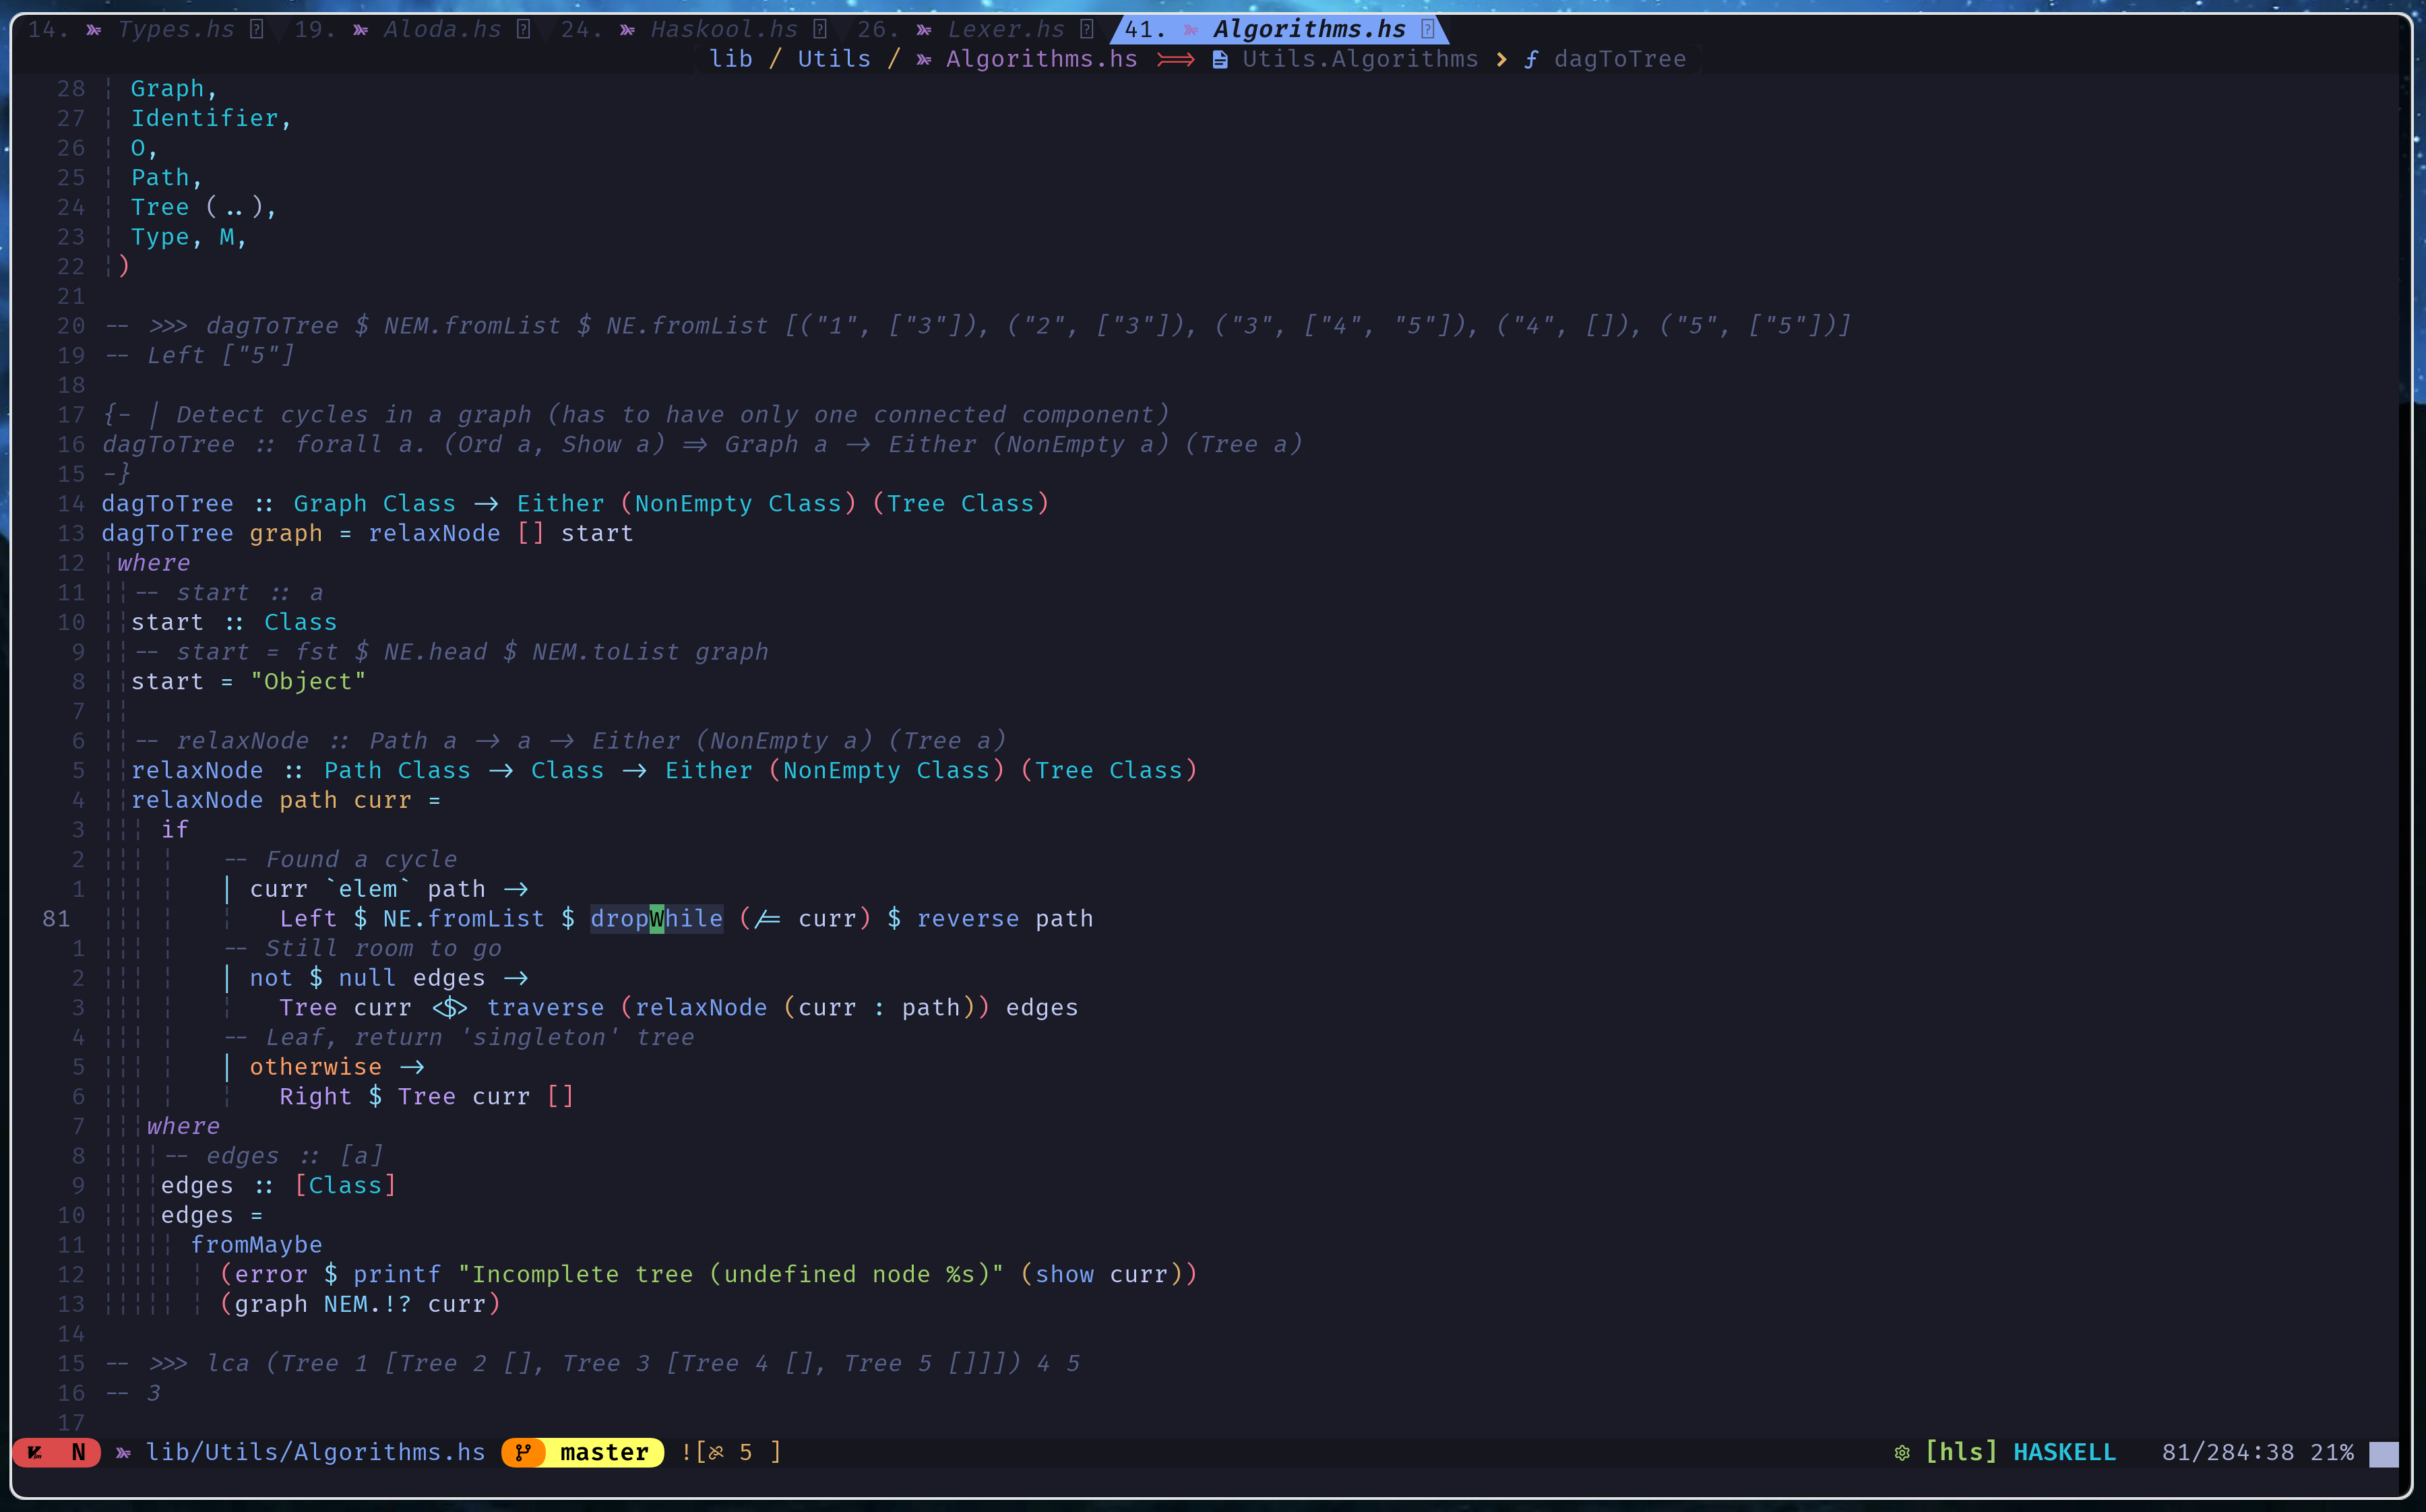 14. Types.hs 19. Aloda.hs 24. Haskool.hs 26. Lexer.hs 41. Algorithms.hs
lib / Utils / Algorithms.hs Utils.Algorithms › ƒ dagToTree
28 Graph,
27 Identifier,
26 O,
25 Path,
24 Tree (..),
23 Type, M,
22 )
21
20 -- >>> dagToTree $ NEM.fromList $ NE.fromList [("1", ["3"]), ("2", ["3"]), ("3", ["4", "5"]), ("4", []), ("5", ["5"])]
19 -- Left ["5"]
18
17 {- | Detect cycles in a graph (has to have only one connected component)
16 dagToTree :: forall a. (Ord a, Show a) => Graph a -> Either (NonEmpty a) (Tree a)
15 -}
14 dagToTree :: Graph Class -> Either (NonEmpty Class) (Tree Class)
13 dagToTree graph = relaxNode [] start
12 where
11 -- start :: a
10 start :: Class
9 -- start = fst $ NE.head $ NEM.toList graph
8 start = "Object"
7
6 -- relaxNode :: Path a -> a -> Either (NonEmpty a) (Tree a)
5 relaxNode :: Path Class -> Class -> Either (NonEmpty Class) (Tree Class)
4 relaxNode path curr =
3 if
2 -- Found a cycle
1 | curr `elem` path ->
81 Left $ NE.fromList $ dropWhile (/= curr) $ reverse path
1 -- Still room to go
2 | not $ null edges ->
3 Tree curr <$> traverse (relaxNode (curr : path)) edges
4 -- Leaf, return 'singleton' tree
5 | otherwise ->
6 Right $ Tree curr []
7 where
8 -- edges :: [a]
9 edges :: [Class]
10 edges =
11 fromMaybe
12 (error $ printf "Incomplete tree (undefined node %s)" (show curr))
13 (graph NEM.!? curr)
14
15 -- >>> lca (Tree 1 [Tree 2 [], Tree 3 [Tree 4 [], Tree 5 []]]) 4 5
16 -- 3
17
N lib/Utils/Algorithms.hs master ![ 5 ] [hls] HASKELL 81/284:38 21%